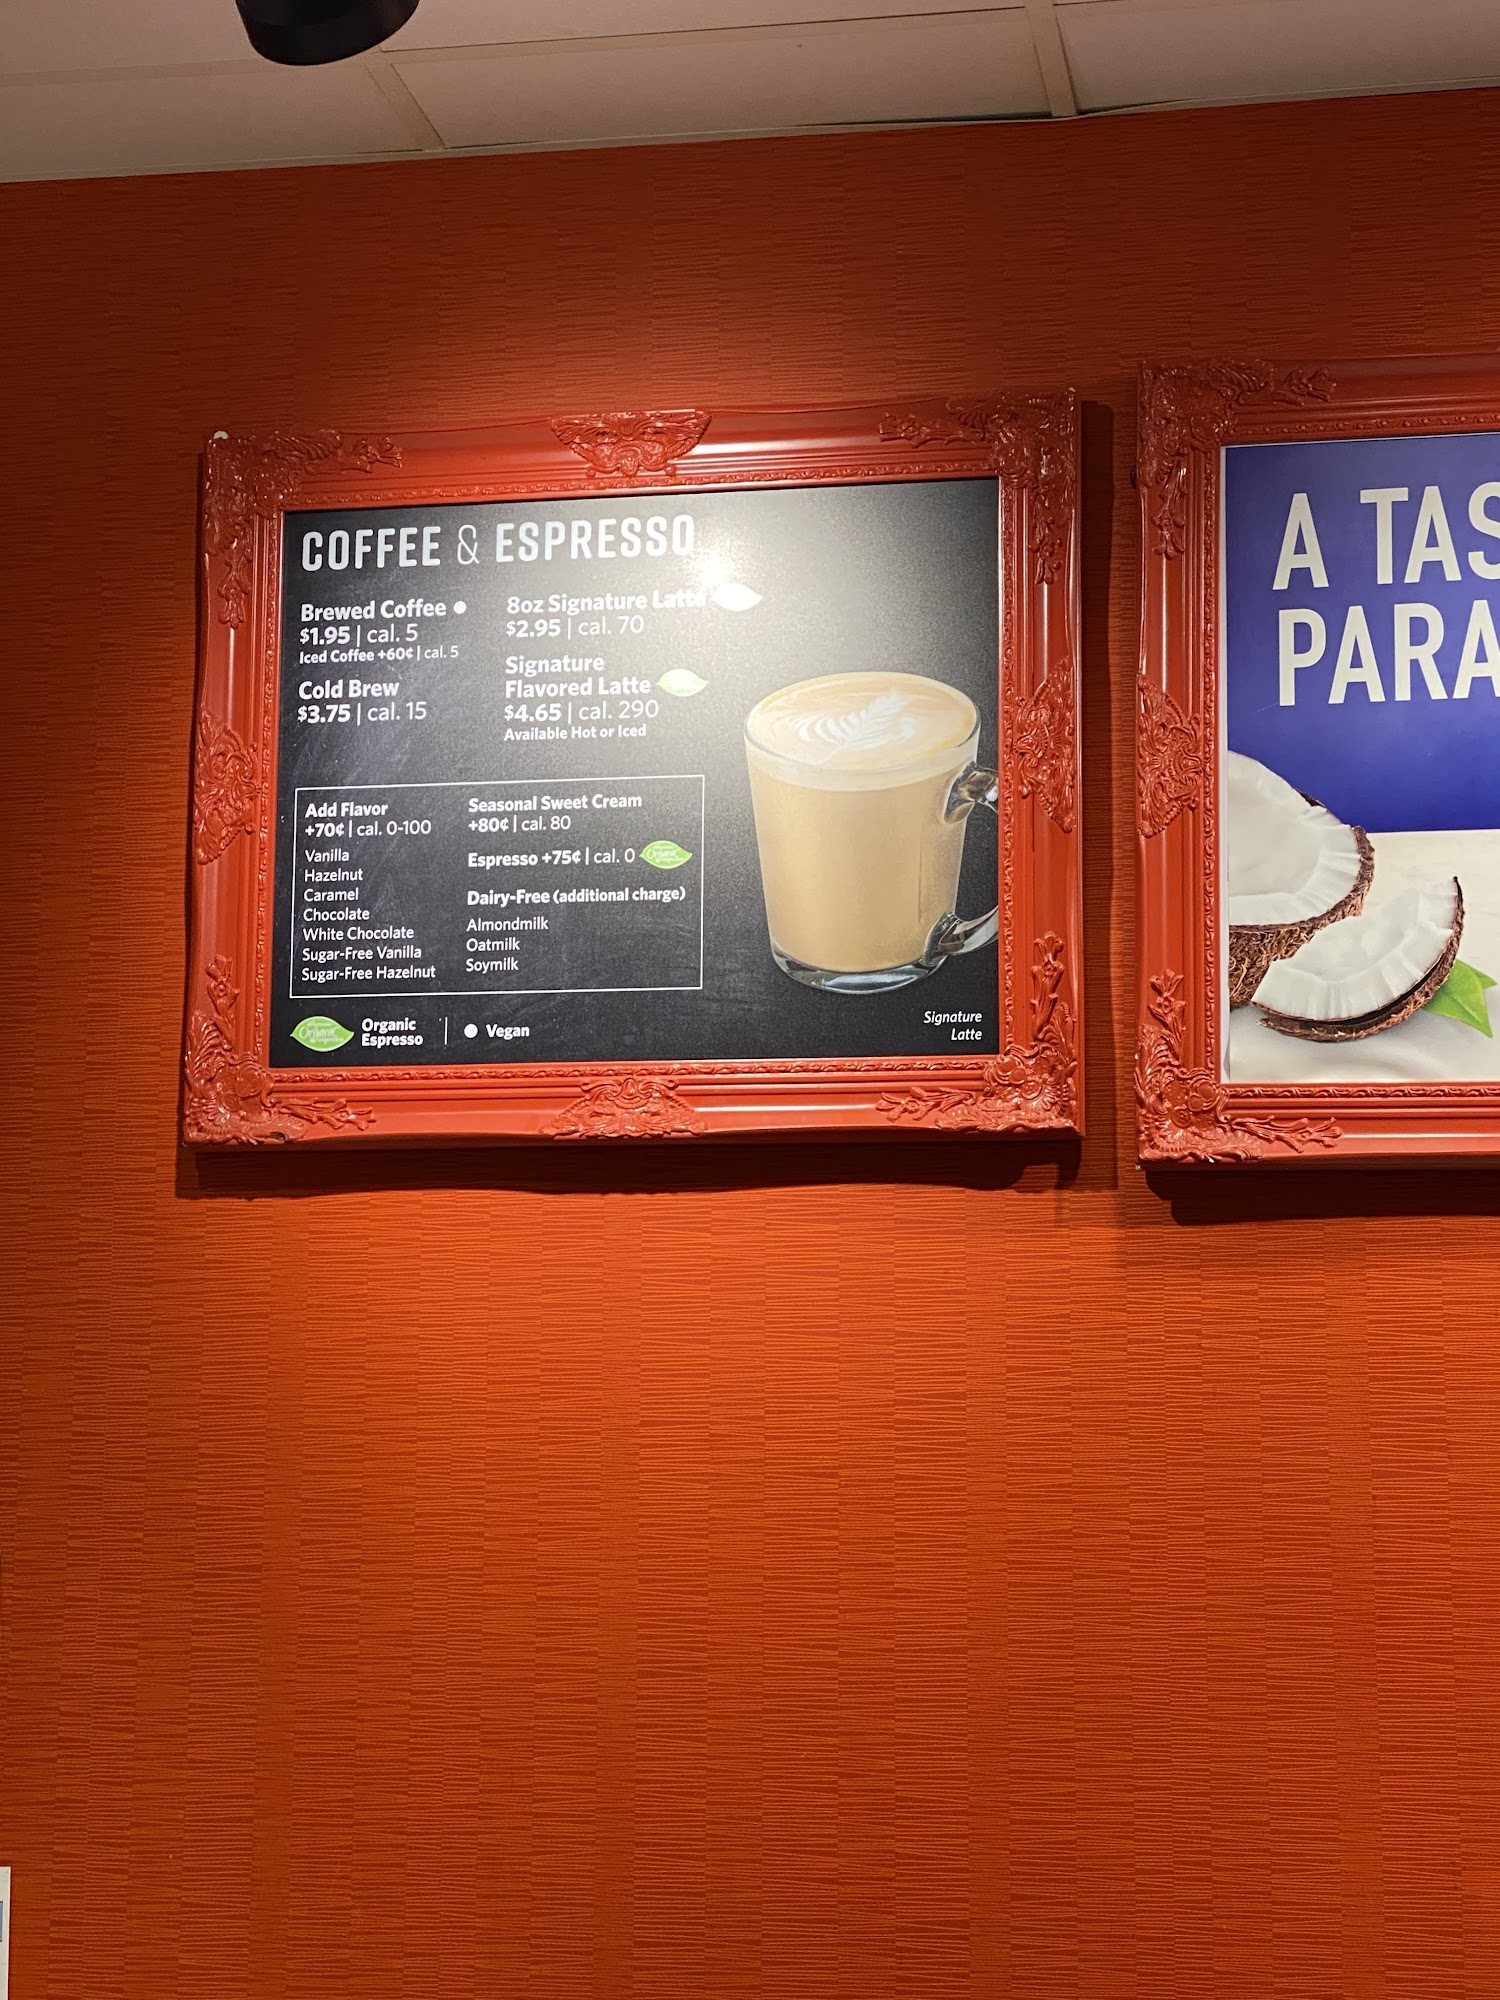 COFFEE & ESPRESSO
Brewed Coffee ●
$1.95 | cal. 5
Iced Coffee +60¢ | cal. 5
Cold Brew
$3.75 | cal. 15
8oz Signature Latte
$2.95 | cal. 70
Signature
Flavored Latte
$4.65 | cal. 290
Available Hot or Iced
Add Flavor
+70¢ | cal. 0-100
Vanilla
Hazelnut
Caramel
Chocolate
White Chocolate
Sugar-Free Vanilla
Sugar-Free Hazelnut
Seasonal Sweet Cream
+80¢ | cal. 80
Espresso +75¢ | cal. 0
Organic
Dairy-Free (additional charge)
Almondmilk
Oatmilk
Soymilk
Organic
Organic
Espresso
● Vegan
Signature
Latte
A TAS
PARA